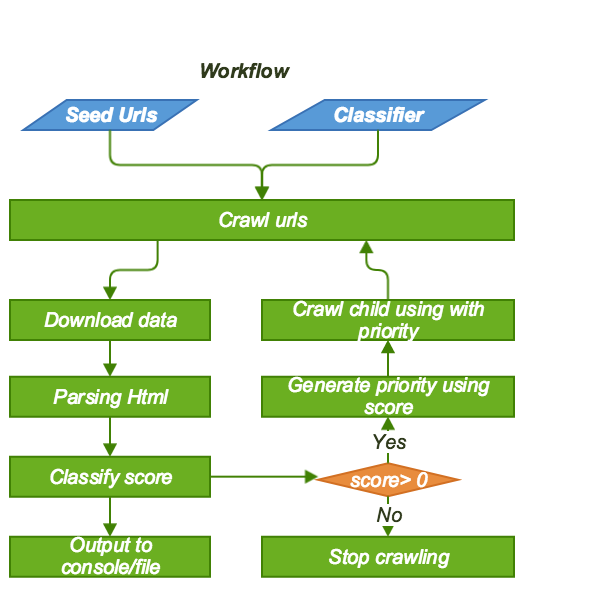 Workflow
Seed Urls
Classifier
Crawl urls
Download data
Crawl child using with
priority
Parsing Html
Generate priority using
score
Yes
Classify score
score> 0
No
Output to
console/file
Stop crawling